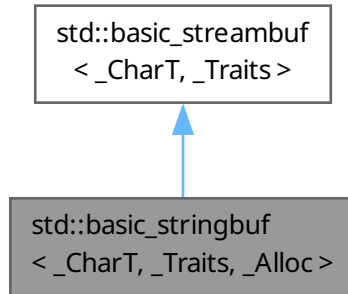 std::basic_streambuf
< _CharT, _Traits >
std::basic_stringbuf
< _CharT, _Traits, _Alloc >